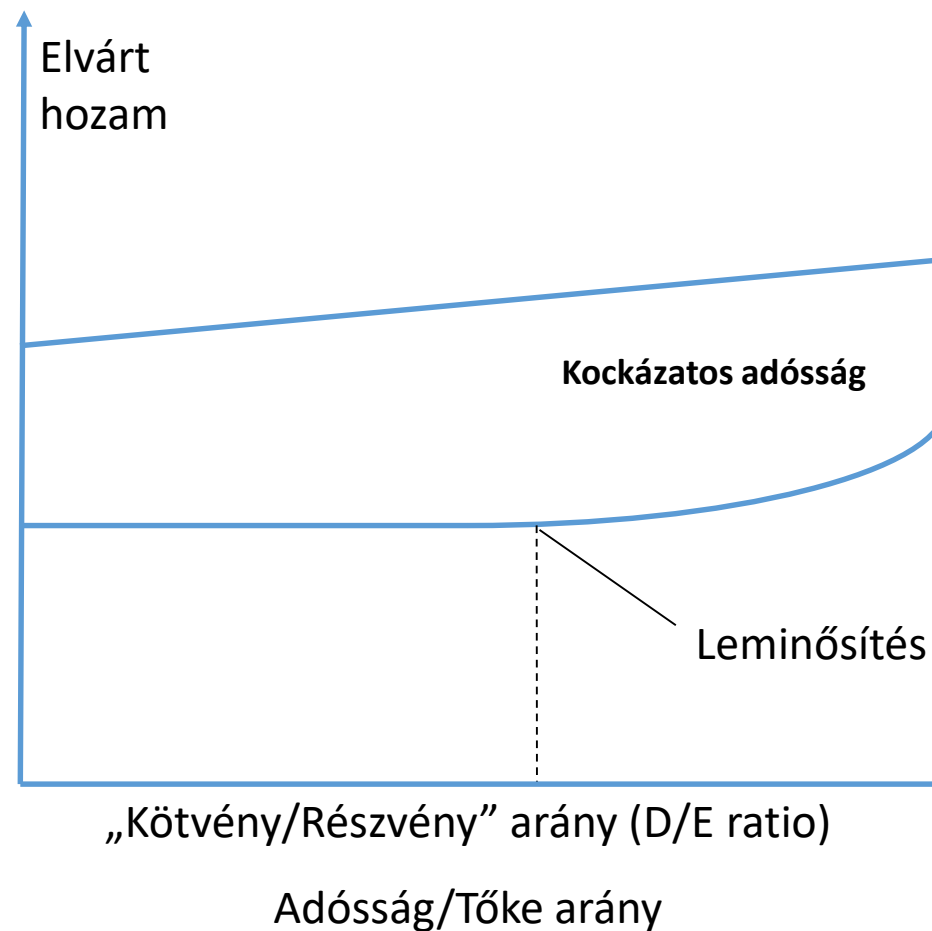 Elvárt
hozam
Kockázatos adósság
Leminősítés
„Kötvény/Részvény” arány (D/E ratio)
Adósság/Tőke arány